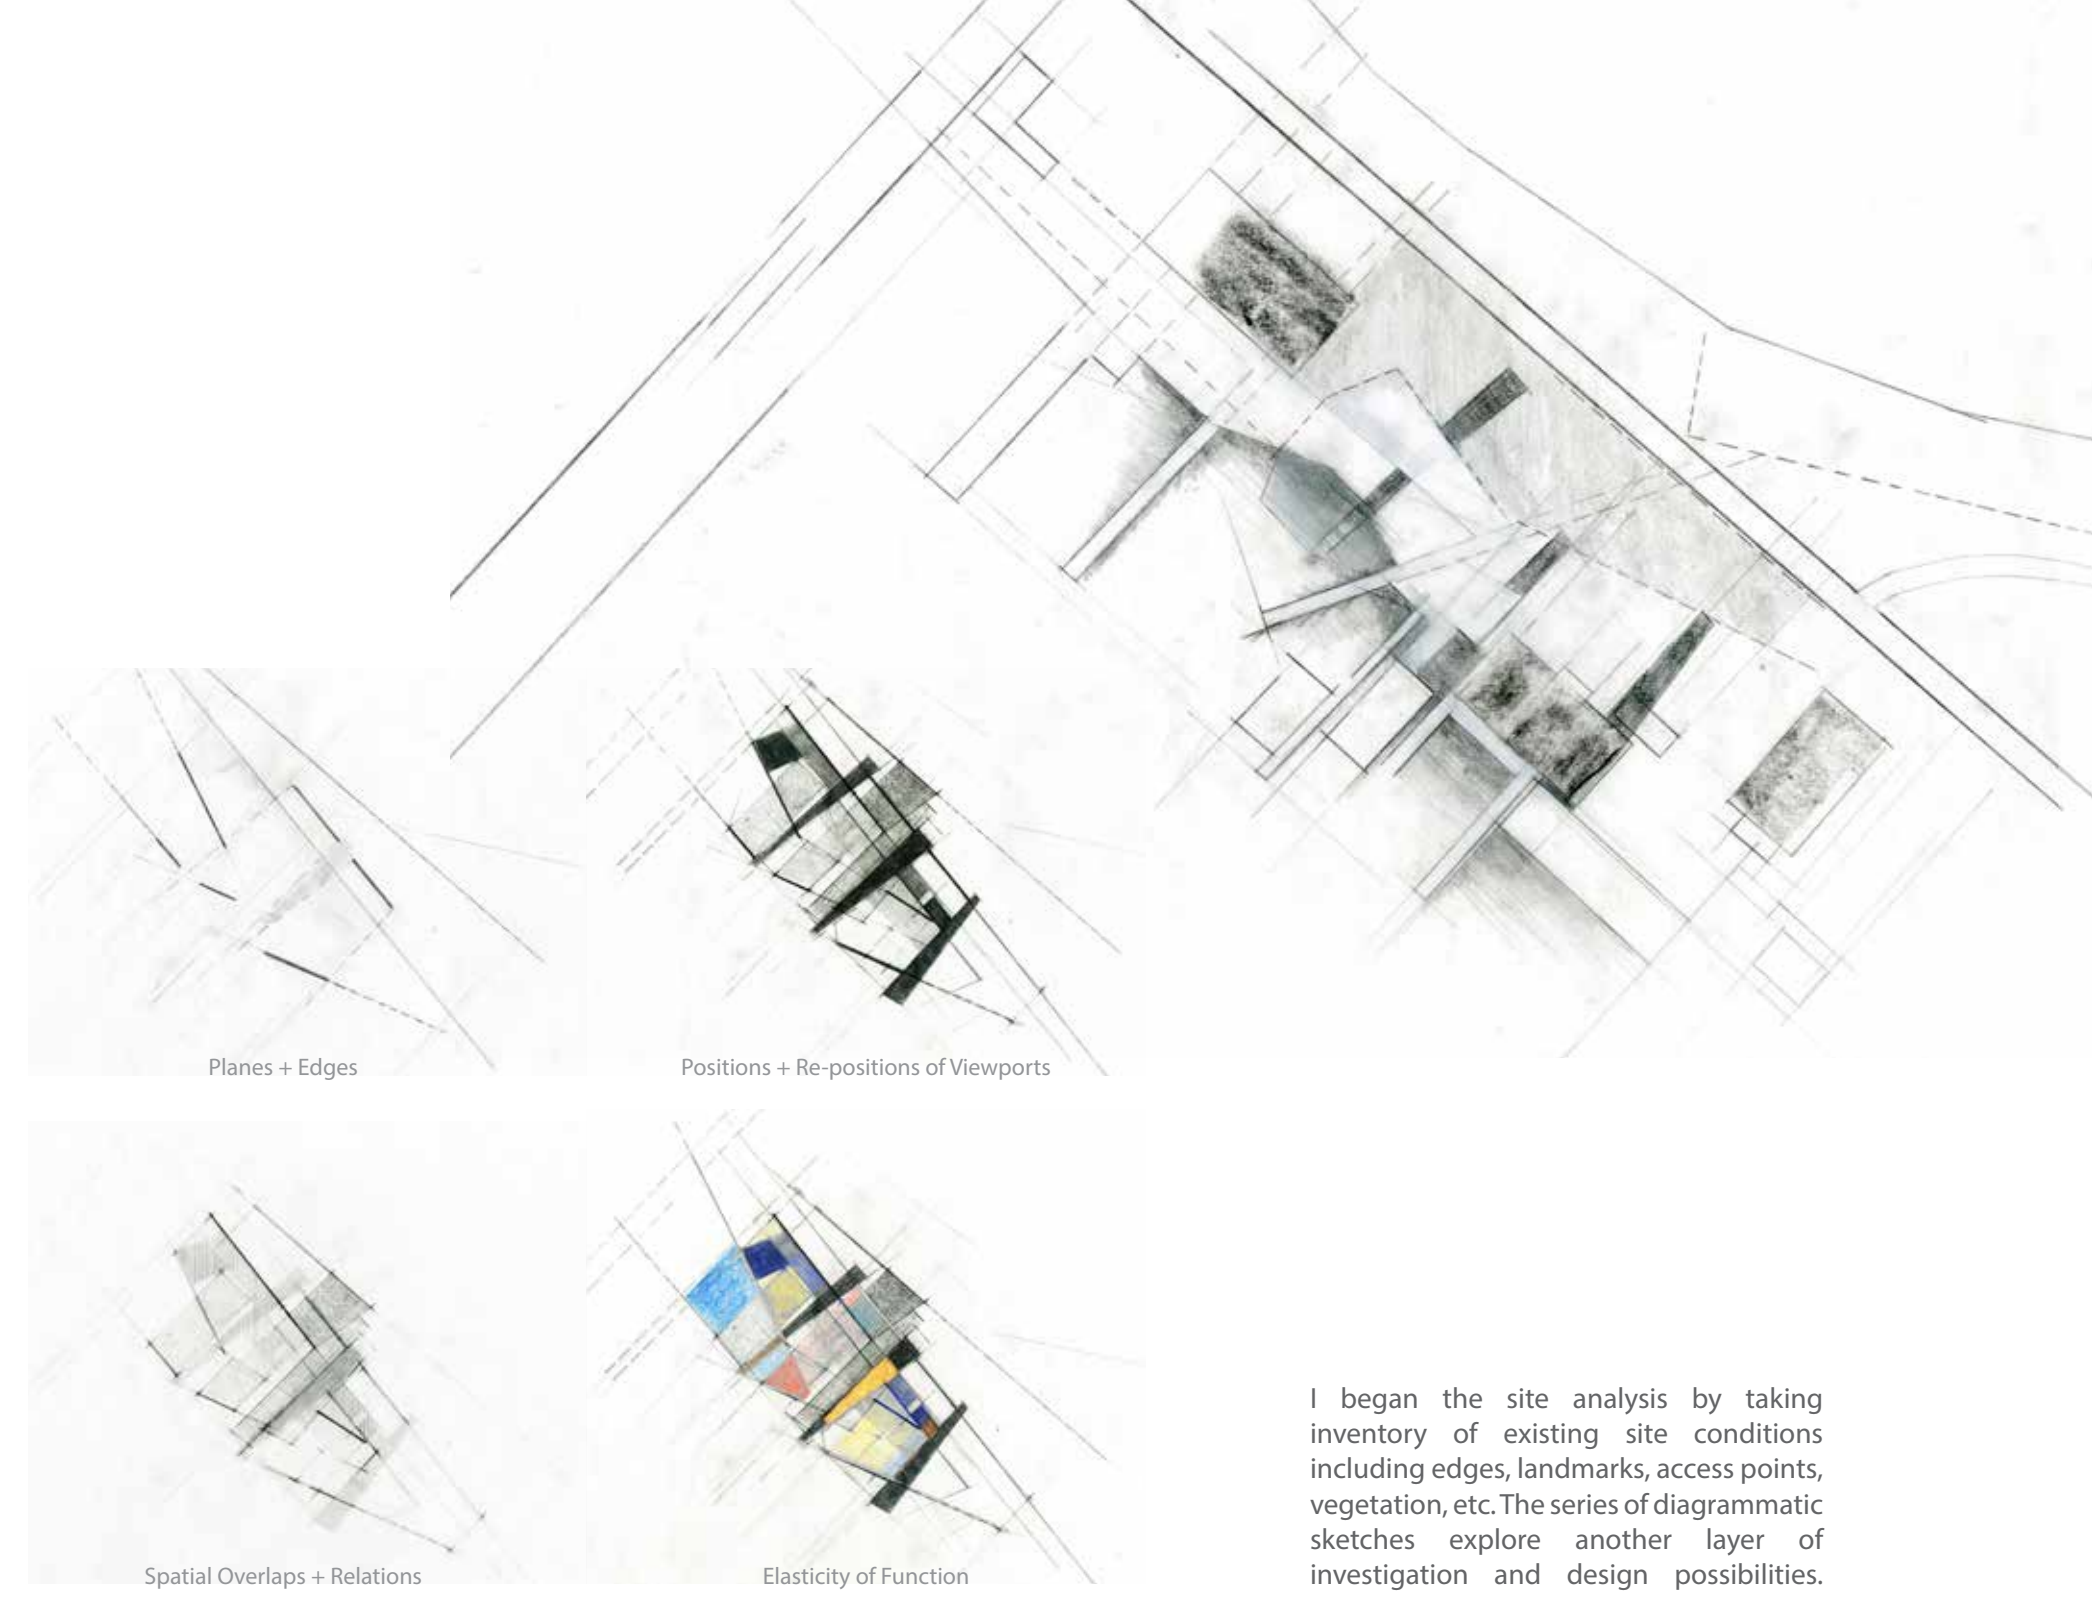 Planes + Edges
Positions + Re-positions of Viewports
Spatial Overlaps + Relations
Elasticity of Function
I began the site analysis by taking
inventory of existing site conditions
including edges, landmarks, access points,
vegetation, etc. The series of diagrammatic
sketches explore another layer of
investigation and design possibilities.